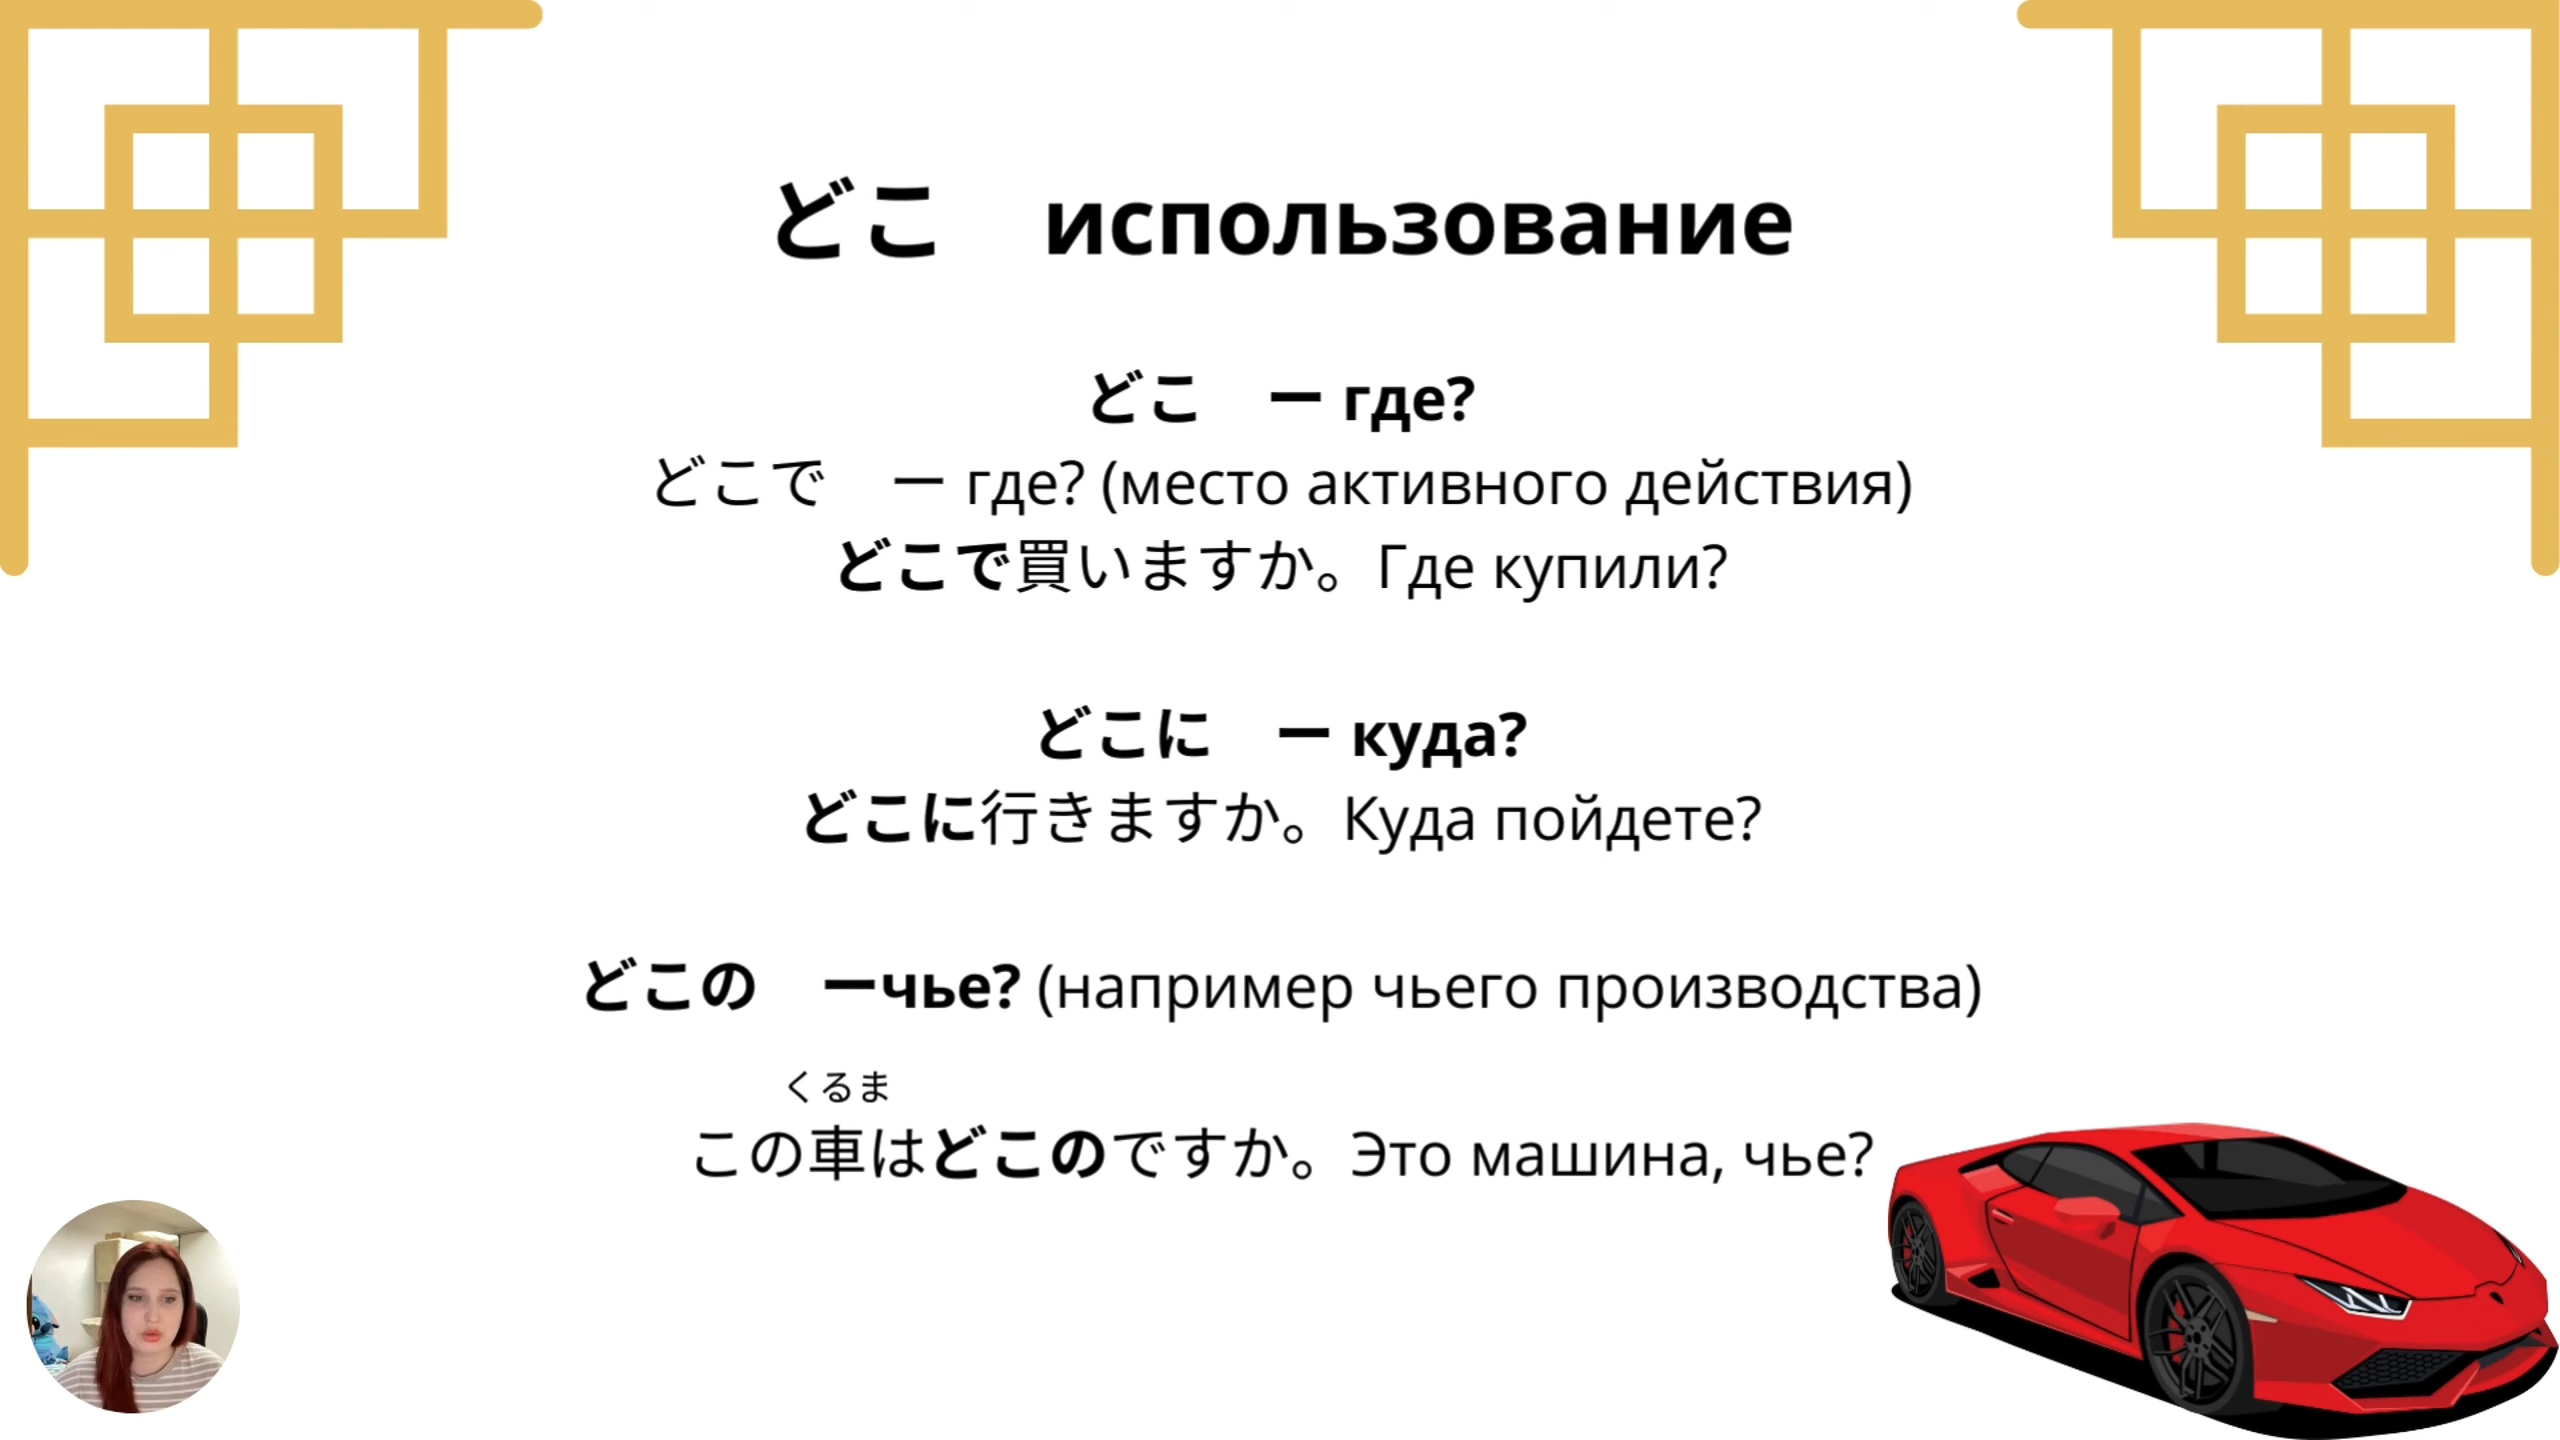 どこ　использование
どこ　ー где?
どこで　ー где? (место активного действия)
どこで買いますか。Где купили?
どこに　ー куда?
どこに行きますか。Куда пойдете?
どこの　ーчье? (например чьего производства)
くるま
この車はどこのですか。Это машина, чье?